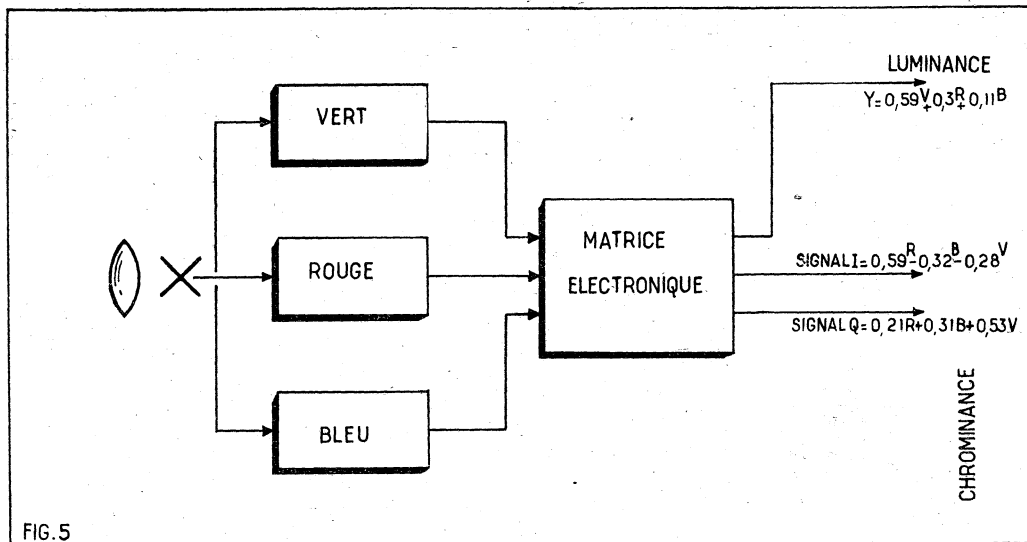 LUMINANCE
Y=0,59V+0,3R+0,11B
VERT
MATRICE
ELECTRONIQUE
ROUGE
SIGNAL I=0,59R-0,32B-0,28V
SIGNAL Q=0,21R+0,31B+0,53V
BLEU
CHROMINANCE
FIG.5